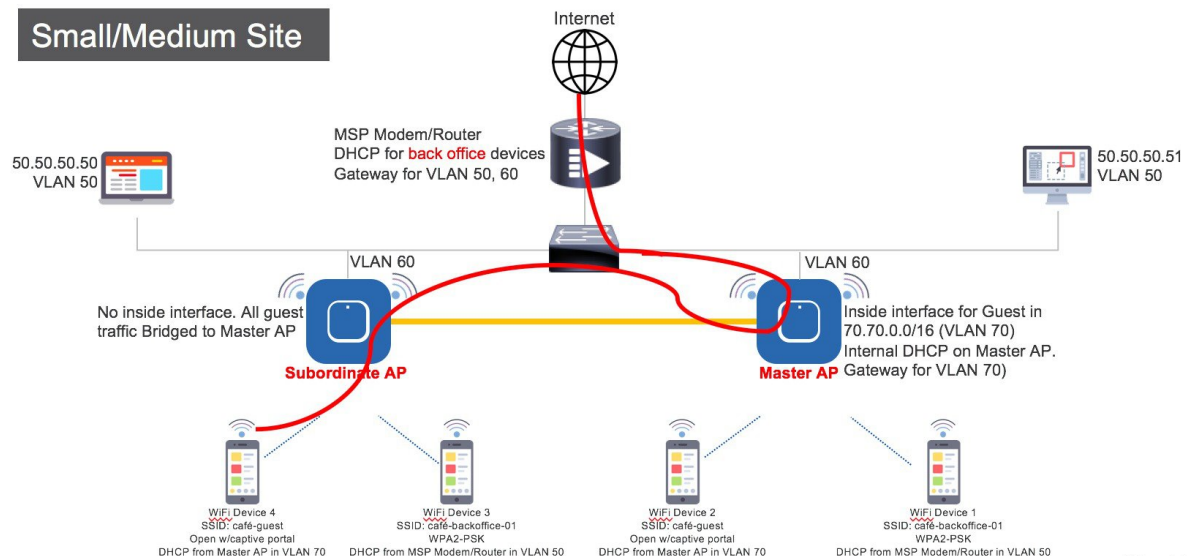 Small/Medium Site
Internet
MSP Modem/Router
DHCP for back office devices
Gateway for VLAN 50, 60
50.50.50.50
VLAN 50
50.50.50.51
VLAN 50
VLAN 60
VLAN 60
No inside interface. All guest
traffic Bridged to Master AP
Inside interface for Guest in
70.70.0.0/16 (VLAN 70)
Internal DHCP on Master AP.
Gateway for VLAN 70)
Subordinate AP
Master AP
WiFi Device 4
SSID: café-guest
Open w/captive portal
DHCP from Master AP in VLAN 70
WiFi Device 3
SSID: café-backoffice-01
WPA2-PSK
DHCP from MSP Modem/Router in VLAN 50
WiFi Device 2
SSID: café-guest
Open w/captive portal
DHCP from Master AP in VLAN 70
WiFi Device 1
SSID: café-backoffice-01
WPA2-PSK
DHCP from MSP Modem/Router in VLAN 50